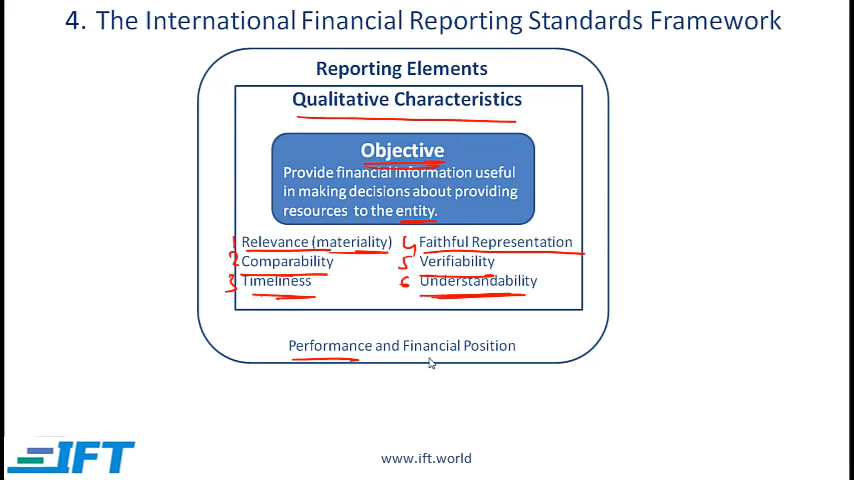 4. The International Financial Reporting Standards Framework
Reporting Elements
Qualitative Characteristics
Objective
Provide financial information useful
in making decisions about providing
resources to the entity.
1 Relevance (materiality) 4 Faithful Representation
2 Comparability 5 Verifiability
3 Timeliness 6 Understandability
Performance and Financial Position
IFT
www.ift.world